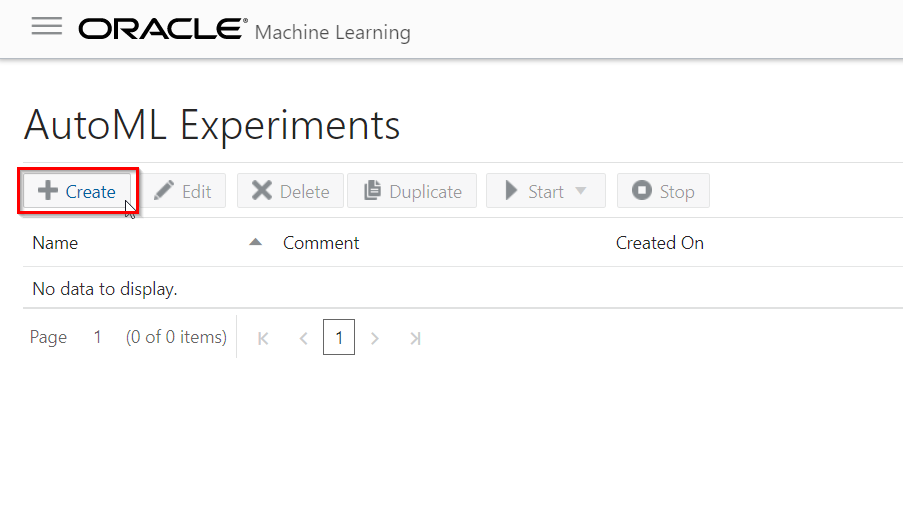 ORACLE® Machine Learning
AutoML Experiments
Create Edit Delete Duplicate Start Stop
Name Comment Created On
No data to display.
Page 1 (0 of 0 items) 1